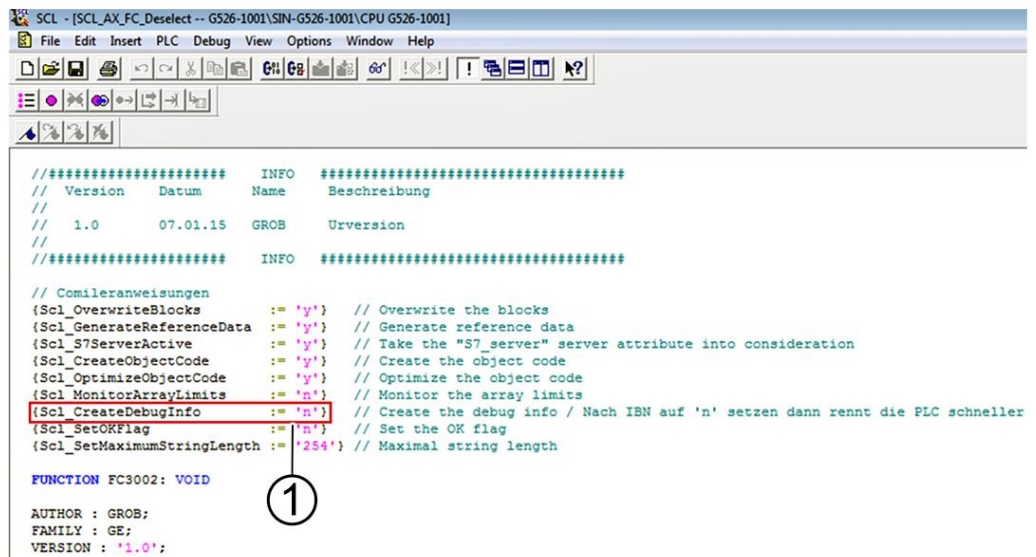 SCL - [SCL_AX_FC_Deselect -- G526-1001\SIN-G526-1001\CPU G526-1001]
File Edit Insert PLC Debug View Options Window Help
//##################### INFO ####################################
// Version Datum Name Beschreibung
//
// 1.0 07.01.15 GROB Urversion
//
//##################### INFO ####################################
// Comileranweisungen
{Scl_OverwriteBlocks := 'y'} // Overwrite the blocks
{Scl_GenerateReferenceData := 'y'} // Generate reference data
{Scl_S7ServerActive := 'y'} // Take the "S7_server" server attribute into consideration
{Scl_CreateObjectCode := 'y'} // Create the object code
{Scl_OptimizeObjectCode := 'y'} // Optimize the object code
{Scl_MonitorArrayLimits := 'n'} // Monitor the array limits
{Scl_CreateDebugInfo := 'n'} // Create the debug info / Nach IBN auf 'n' setzen dann rennt die PLC schneller
{Scl_SetOKFlag := 'n'} // Set the OK flag
{Scl_SetMaximumStringLength := '254'} // Maximal string length
FUNCTION FC3002: VOID
1
AUTHOR : GROB;
FAMILY : GE;
VERSION : '1.0';